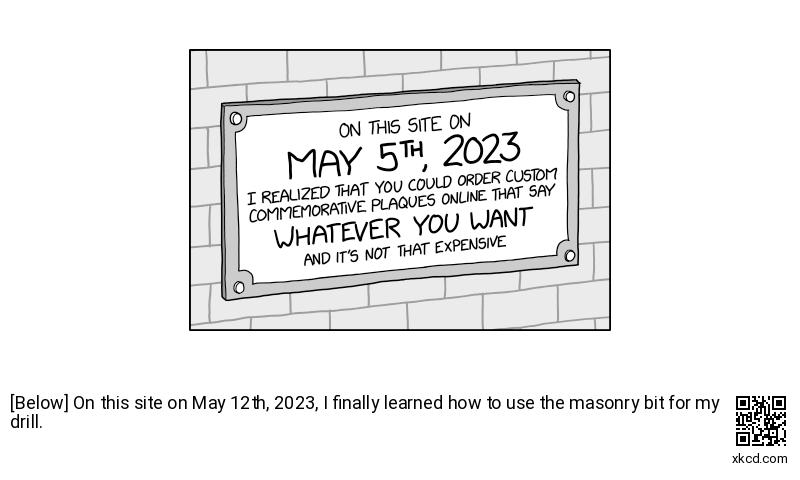 ON THIS SITE ON
MAY 5TH, 2023
I REALIZED THAT YOU COULD ORDER CUSTOM
COMMEMORATIVE PLAQUES ONLINE THAT SAY
WHATEVER YOU WANT
AND IT'S NOT THAT EXPENSIVE
[Below] On this site on May 12th, 2023, I finally learned how to use the masonry bit for my
drill.
xkcd.com